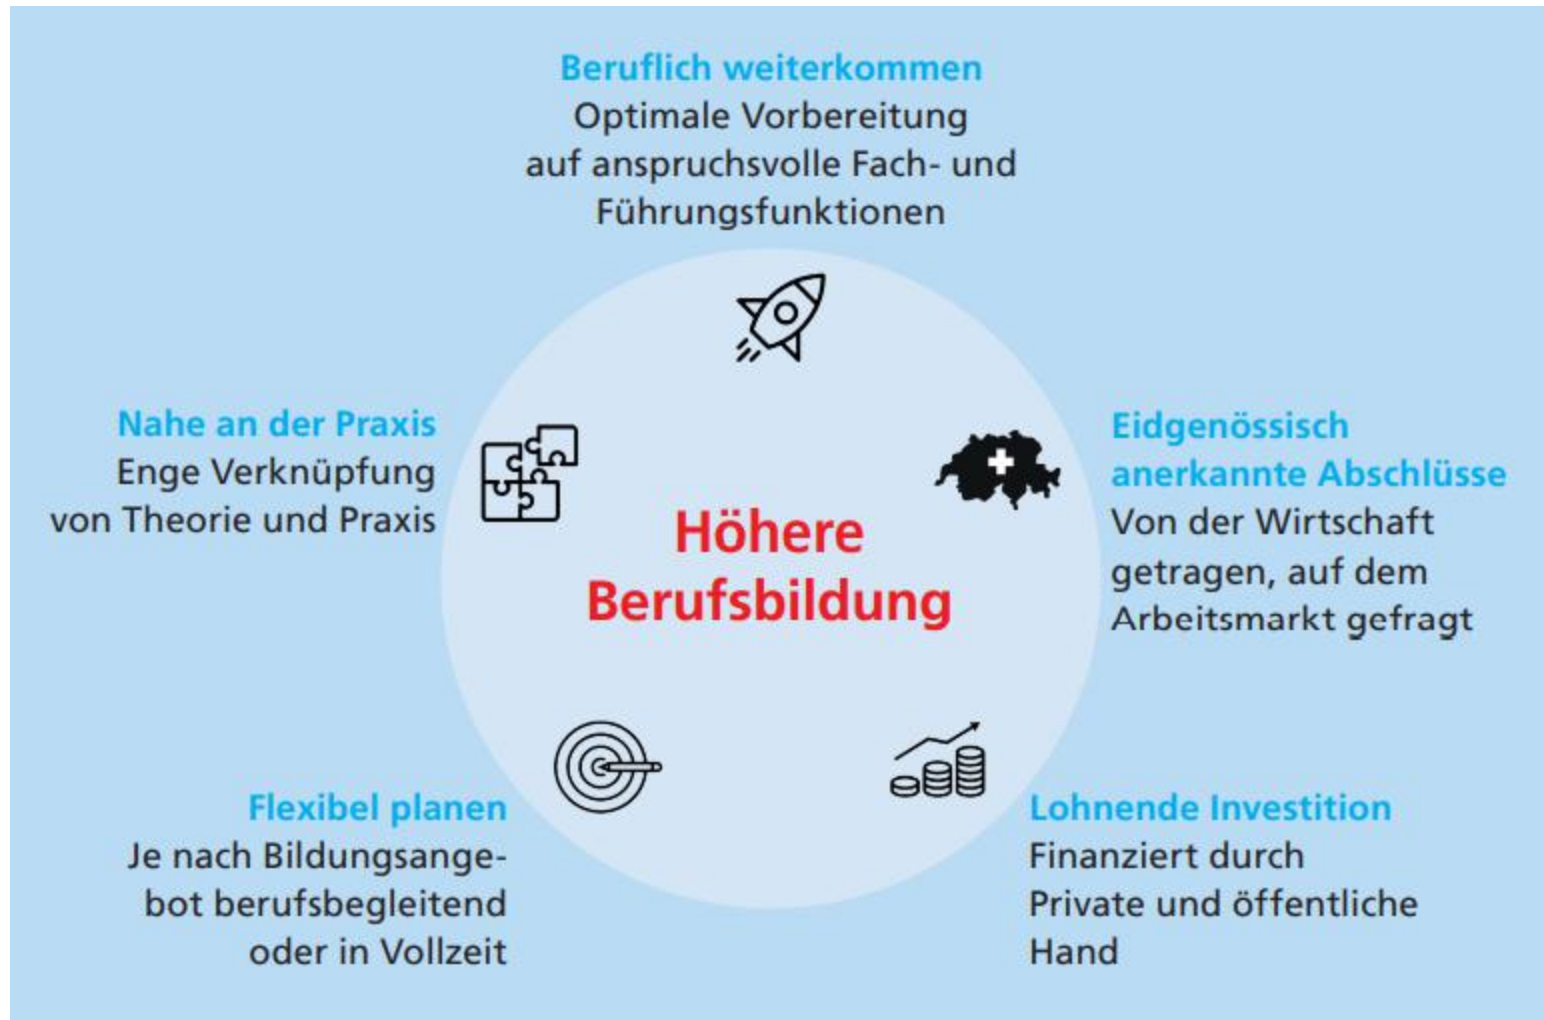 Beruflich weiterkommen
Optimale Vorbereitung
auf anspruchsvolle Fach- und
Führungsfunktionen
Nahe an der Praxis
Enge Verknüpfung
von Theorie und Praxis
Eidgenössisch
anerkannte Abschlüsse
Von der Wirtschaft
getragen, auf dem
Arbeitsmarkt gefragt
Höhere
Berufsbildung
Flexibel planen
Je nach Bildungsange-
bot berufsbegleitend
oder in Vollzeit
Lohnende Investition
Finanziert durch
Private und öffentliche
Hand